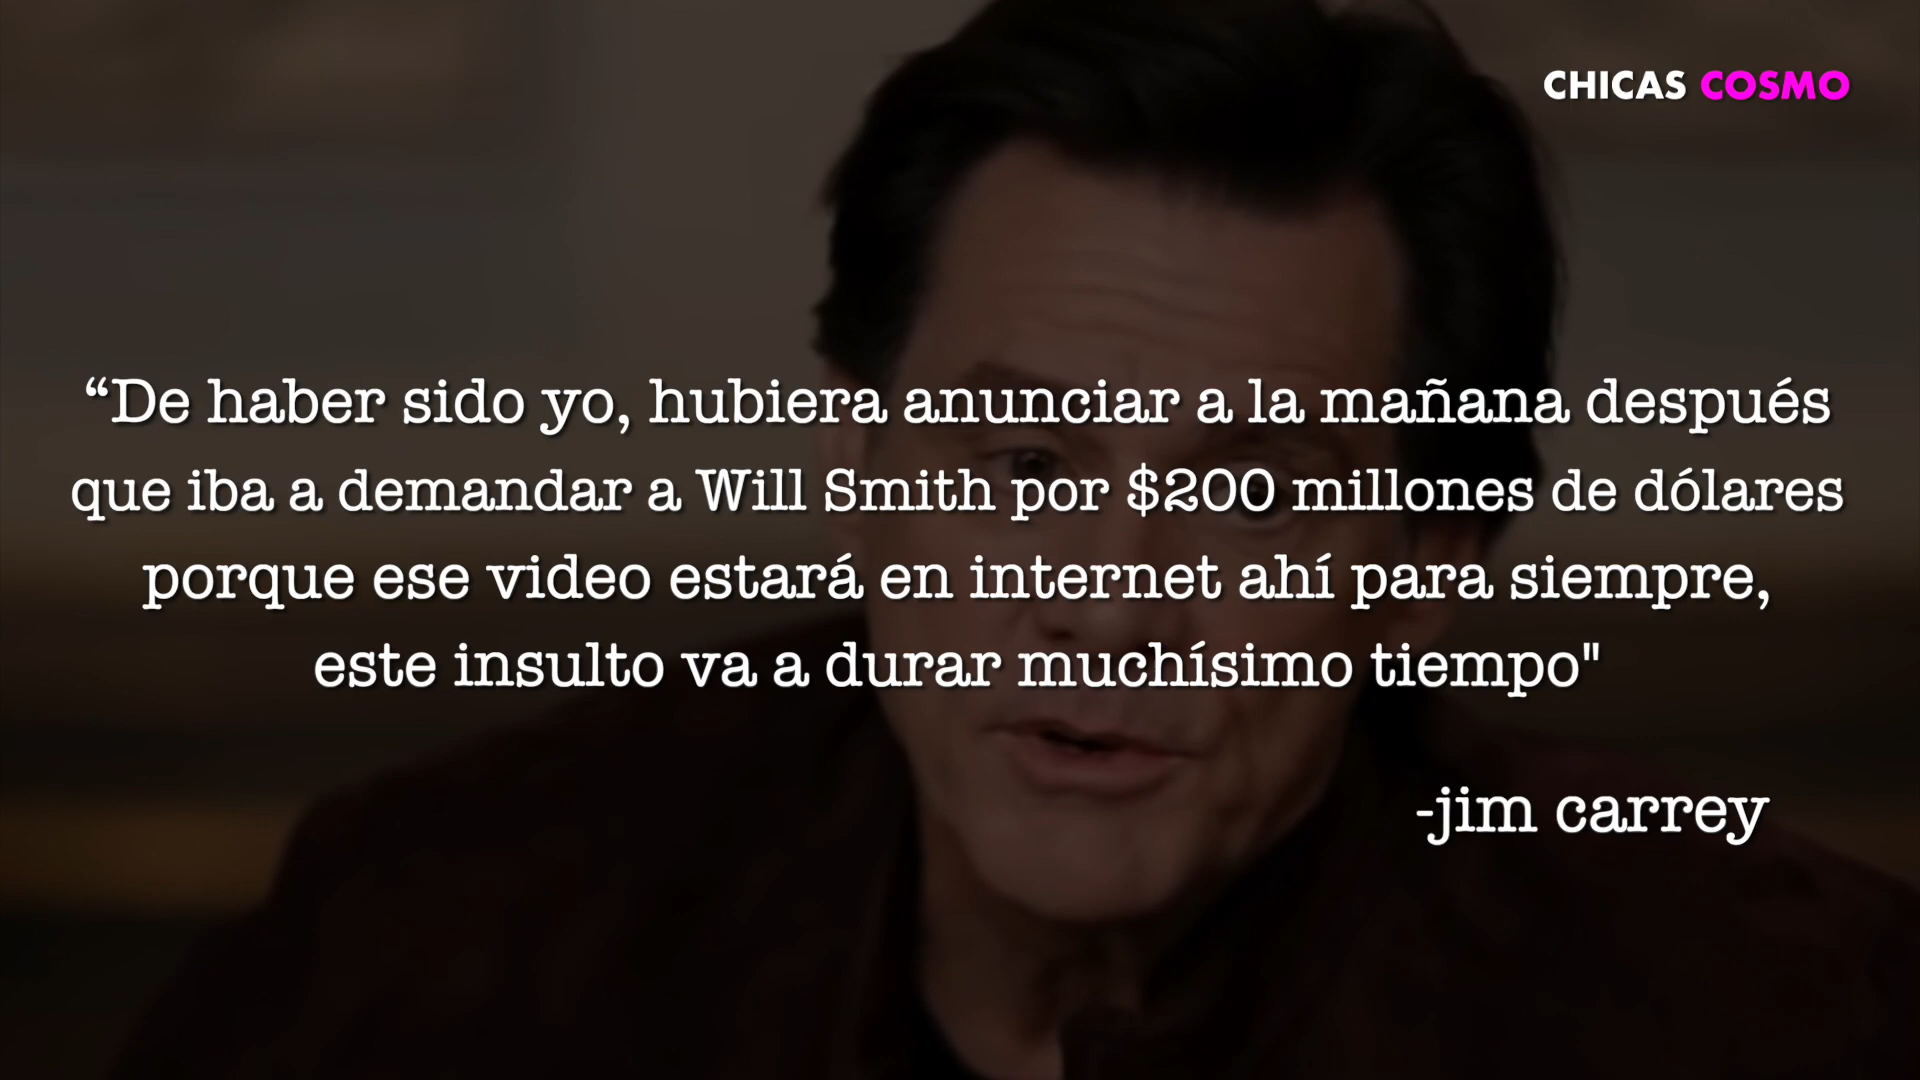 CHICAS COSMO
“De haber sido yo, hubiera anunciar a la mañana después
que iba a demandar a Will Smith por $200 millones de dólares
porque ese video estará en internet ahí para siempre,
este insulto va a durar muchísimo tiempo"
-jim carrey